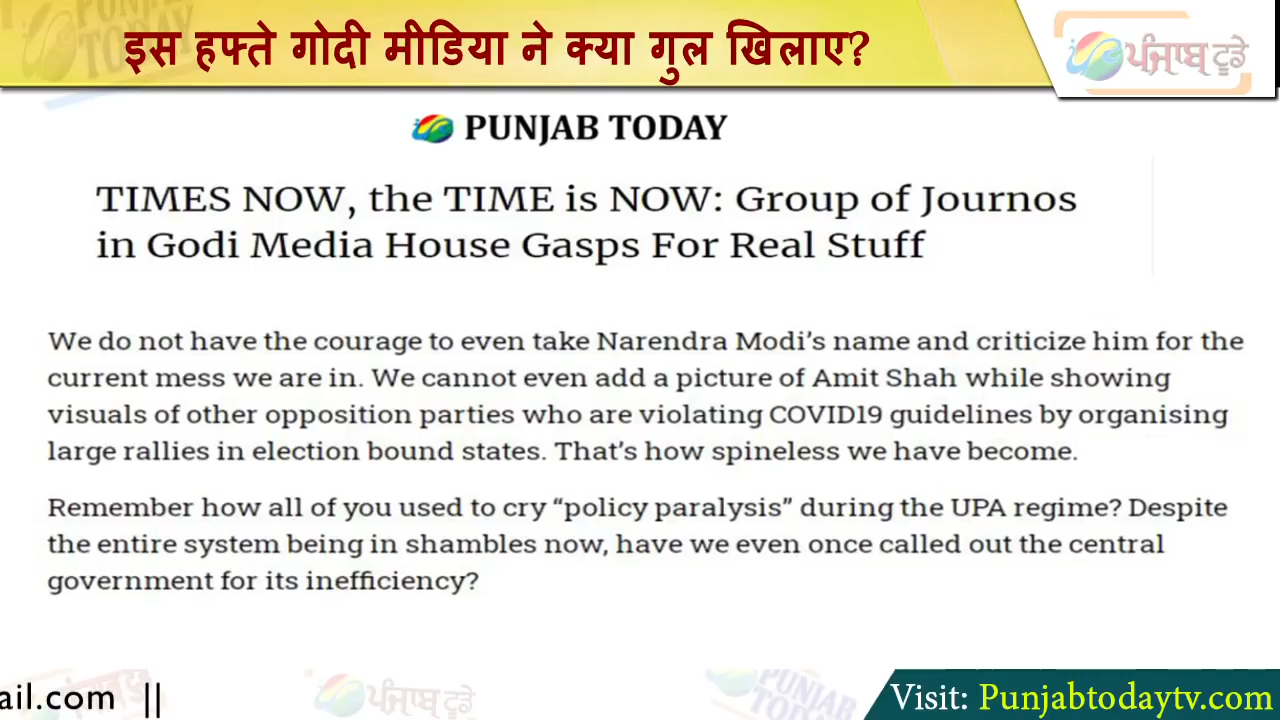 इस हफ्ते गोदी मीडिया ने क्या गुल खिलाए?
ਪੰਜਾਬ ਟੂਡੇ
PUNJAB TODAY
TIMES NOW, the TIME is NOW: Group of Journos
in Godi Media House Gasps For Real Stuff
We do not have the courage to even take Narendra Modi's name and criticize him for the
current mess we are in. We cannot even add a picture of Amit Shah while showing
visuals of other opposition parties who are violating COVID19 guidelines by organising
large rallies in election bound states. That's how spineless we have become.
Remember how all of you used to cry “policy paralysis” during the UPA regime? Despite
the entire system being in shambles now, have we even once called out the central
government for its inefficiency?
ail.com ||
ਪੰਜਾਬ ਟੂਡੇ
PUNJAB
TODAY
Visit: Punjabtodaytv.com